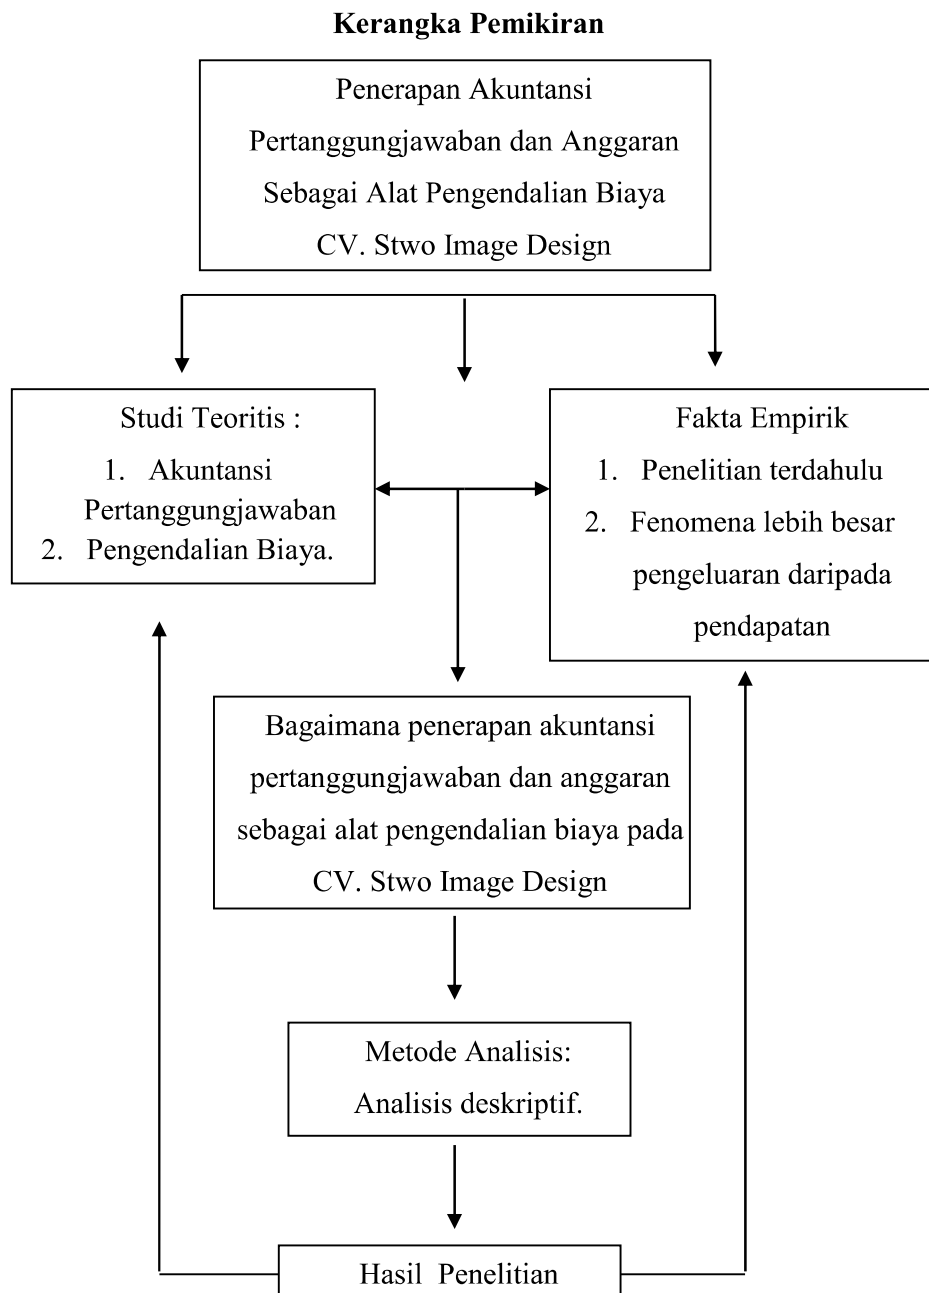 Kerangka Pemikiran
Penerapan Akuntansi
Pertanggungjawaban dan Anggaran
Sebagai Alat Pengendalian Biaya
CV. Stwo Image Design
Studi Teoritis :
1. Akuntansi
Pertanggungjawaban
2. Pengendalian Biaya.
Fakta Empirik
1. Penelitian terdahulu
2. Fenomena lebih besar
pengeluaran daripada
pendapatan
Bagaimana penerapan akuntansi
pertanggungjawaban dan anggaran
sebagai alat pengendalian biaya pada
CV. Stwo Image Design
Metode Analisis:
Analisis deskriptif.
Hasil Penelitian